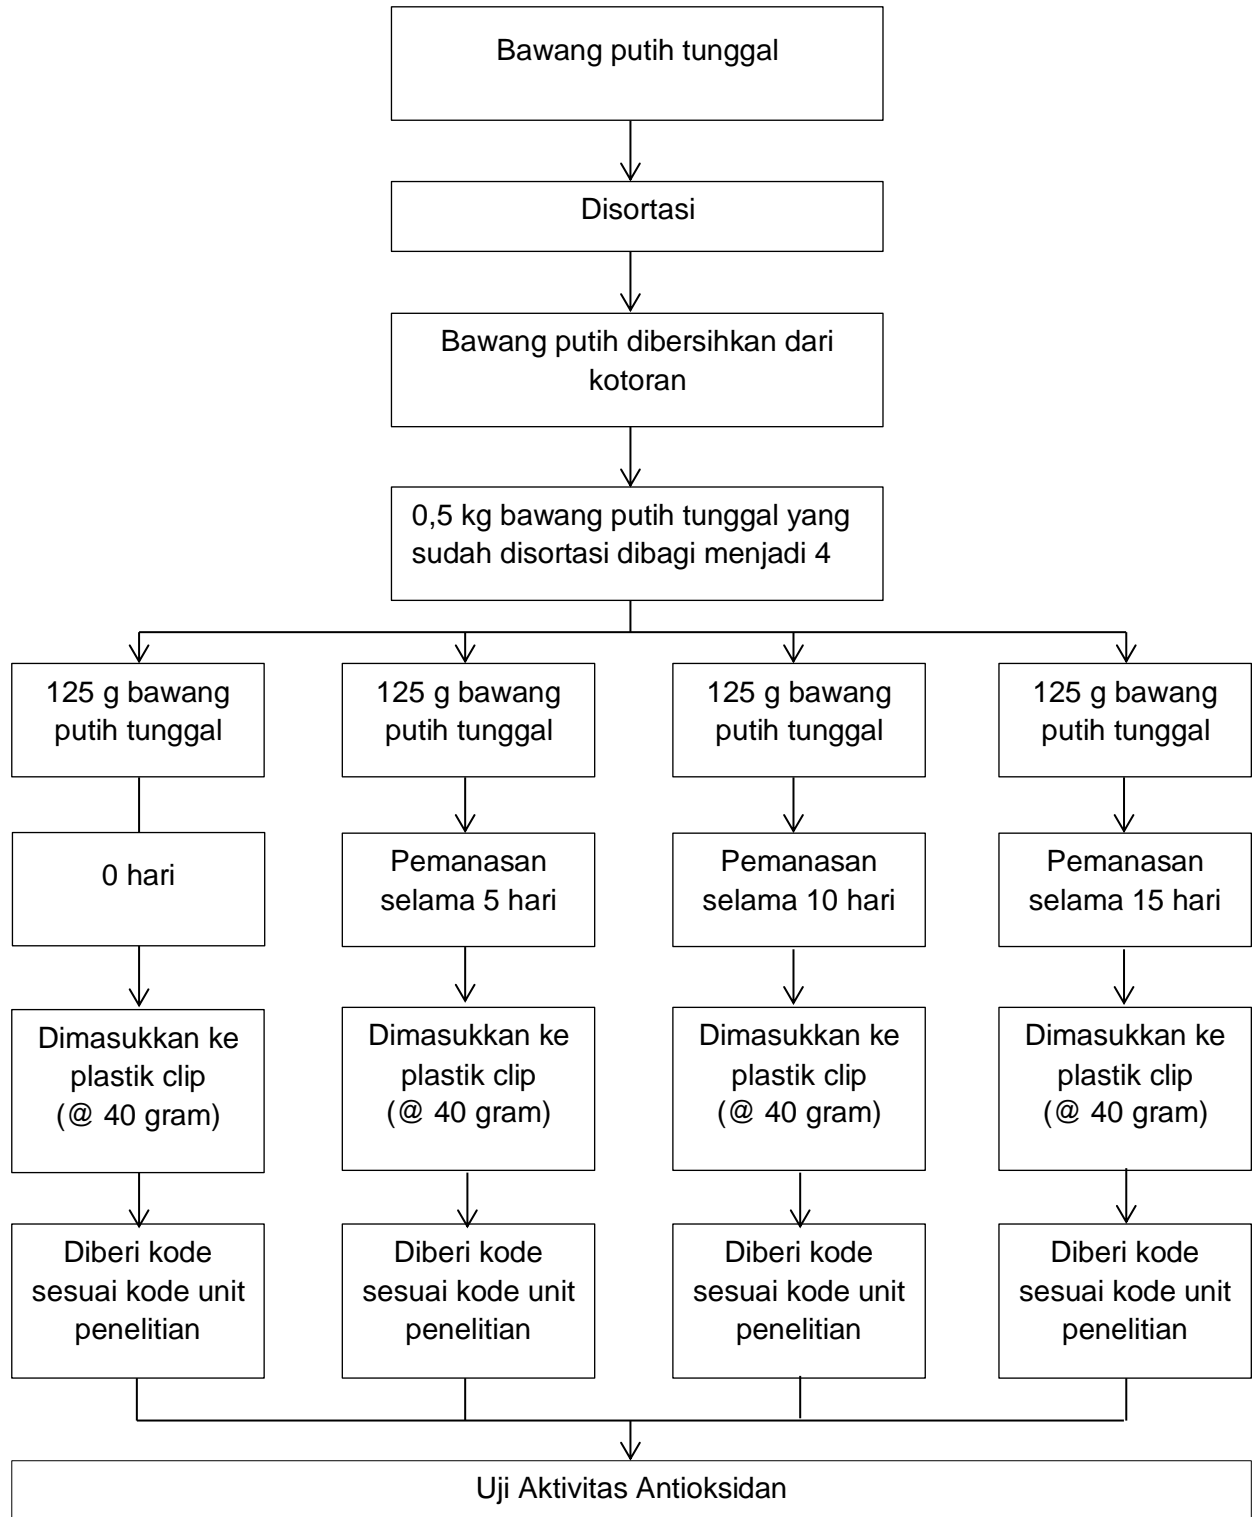 Bawang putih tunggal
Disortasi
Bawang putih dibersihkan dari
kotoran
0,5 kg bawang putih tunggal yang
sudah disortasi dibagi menjadi 4
125 g bawang
putih tunggal
125 g bawang
putih tunggal
125 g bawang
putih tunggal
125 g bawang
putih tunggal
0 hari
Pemanasan
selama 5 hari
Pemanasan
selama 10 hari
Pemanasan
selama 15 hari
Dimasukkan ke
plastik clip
(@ 40 gram)
Dimasukkan ke
plastik clip
(@ 40 gram)
Dimasukkan ke
plastik clip
(@ 40 gram)
Dimasukkan ke
plastik clip
(@ 40 gram)
Diberi kode
sesuai kode unit
penelitian
Diberi kode
sesuai kode unit
penelitian
Diberi kode
sesuai kode unit
penelitian
Diberi kode
sesuai kode unit
penelitian
Uji Aktivitas Antioksidan